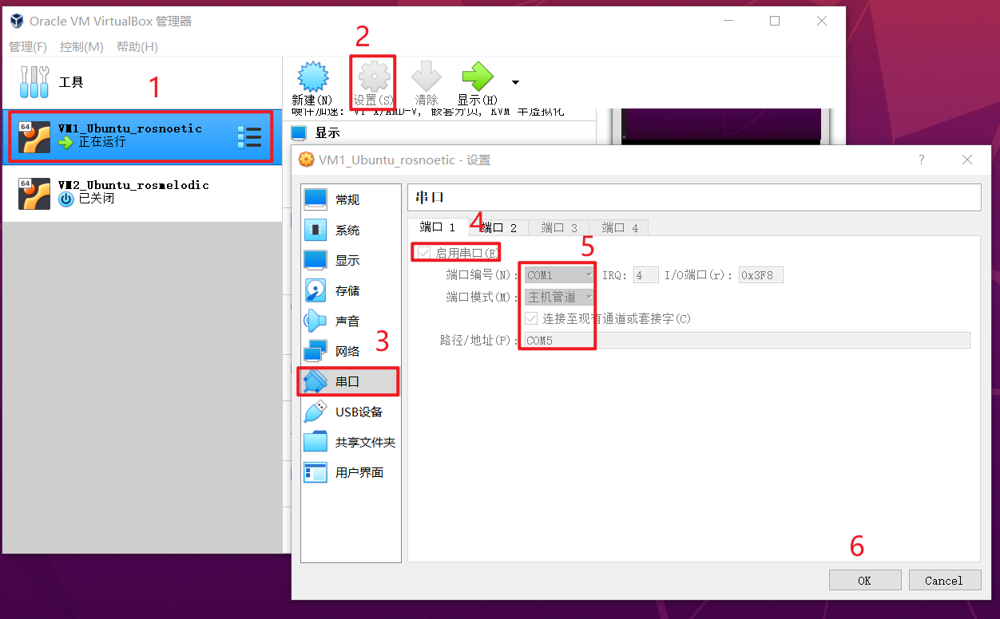 Oracle VM VirtualBox 管理器
管理(F) 控制(M) 帮助(H)
工具
1
2
新建(N) 设置(S) 清除 显示(H)
硬件加速: VT-x/AMD-V, 嵌套分页, KVM 半虚拟化
显示
64
VM1_Ubuntu_rosnoetic
正在运行
64
VM2_Ubuntu_rosmelodic
已关闭
VM1_Ubuntu_rosnoetic - 设置
?
常规
系统
显示
存储
声音
网络
3
串口
USB设备
共享文件夹
用户界面
串口
端口 1 端口 2 端口 3 端口 4
4
启用串口(E)
5
端口编号(N): COM1 IRQ: 4 I/O端口(r): 0x3F8
端口模式(M): 主机管道
连接至现有通道或套接字(C)
路径/地址(P): COM5
6
OK Cancel